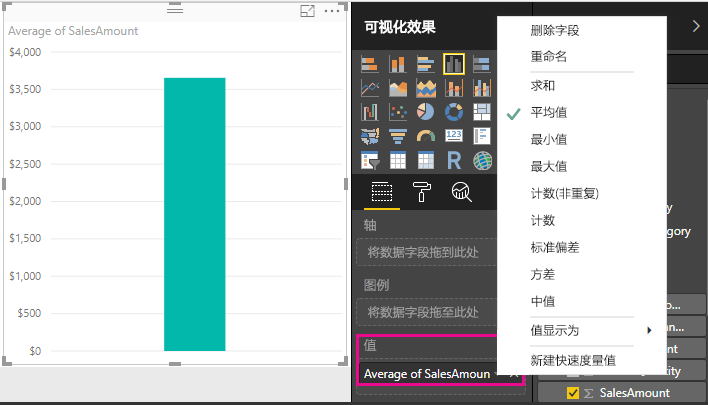 Average of SalesAmount
$4,000
$3,500
$3,000
$2,500
$2,000
$1,500
$1,000
$500
$0
可视化效果
123
R
轴
将数据字段拖到此处
图例
将数据字段拖至此处
值
Average of SalesAmoun
删除字段
重命名
求和
平均值
最小值
最大值
计数(非重复)
计数
标准偏差
方差
中值
值显示为
新建快速度量值
y
egory
o...
an...
nt
tity
SalesAmount